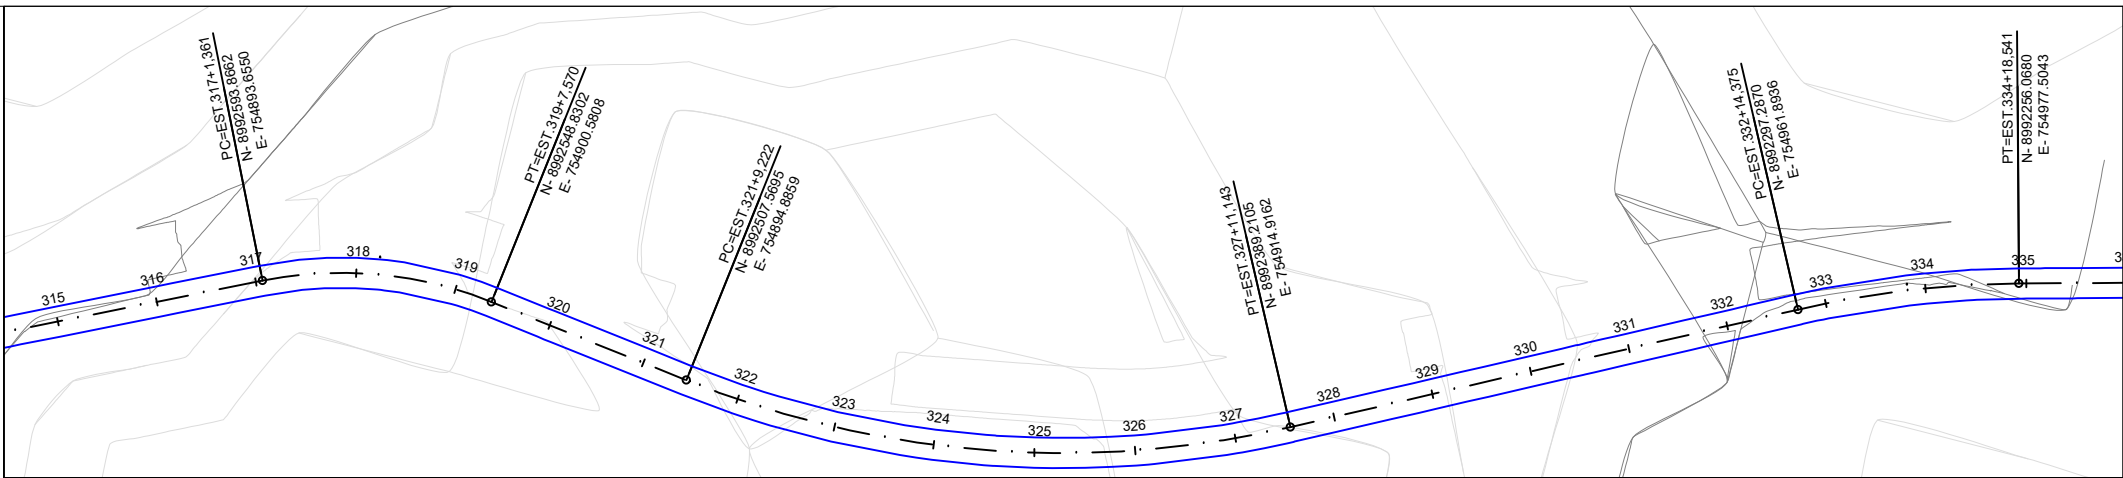 PC=EST.317+1,361
N- 8992593.8662
E- 754893.6550
PT=EST.319+7,570
N- 8992548.8302
E- 754900.5808
PC=EST.321+9,222
N- 8992507.5695
E- 754894.8859
PT=EST.327+11,143
N- 8992389.2105
E- 754914.9162
PC=EST.332+14,375
N- 8992297.2870
E- 754961.8936
PT=EST.334+18,541
N- 8992256.0680
E- 754977.5043
315
316
317
318
319
320
321
322
323
324
325
326
327
328
329
330
331
332
333
334
335
3